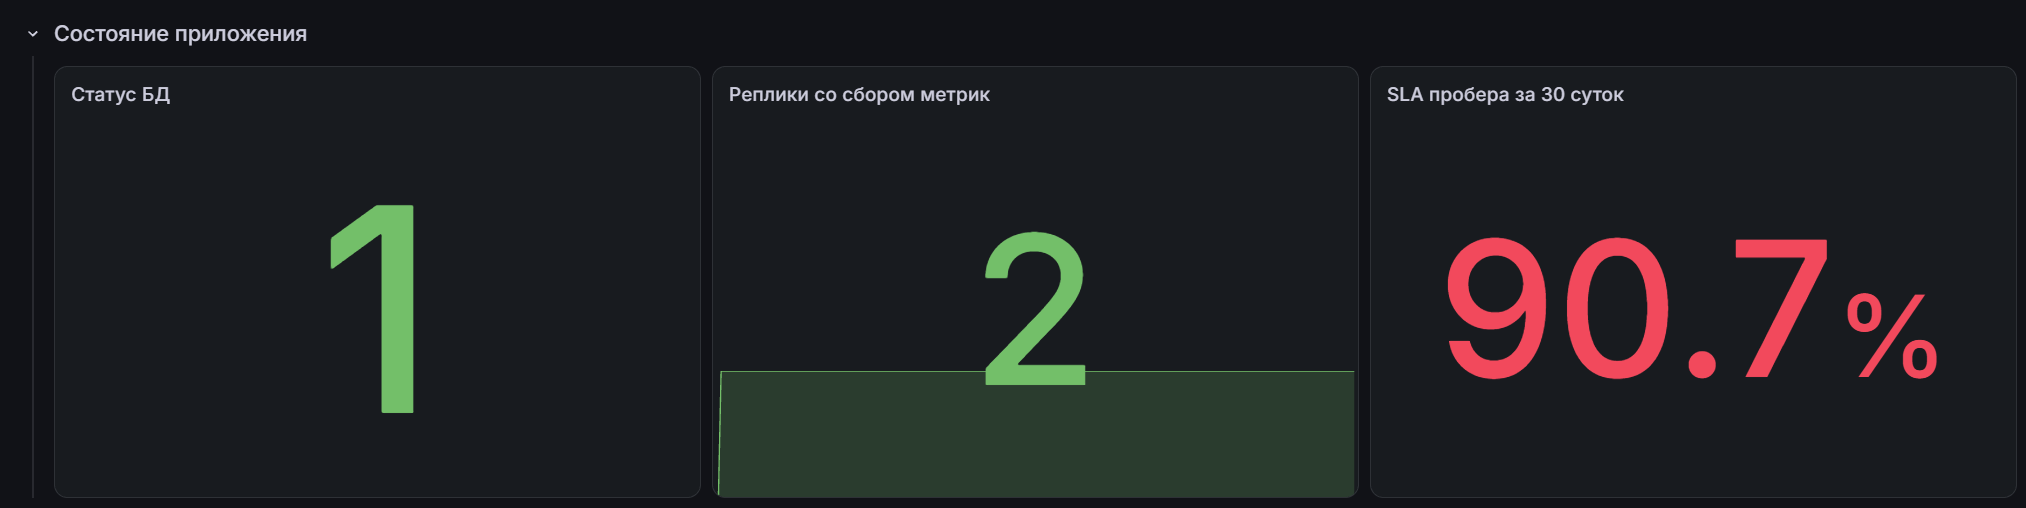 Состояние приложения
Статус БД
1
Реплики со сбором метрик
2
SLA пробера за 30 суток
90.7%